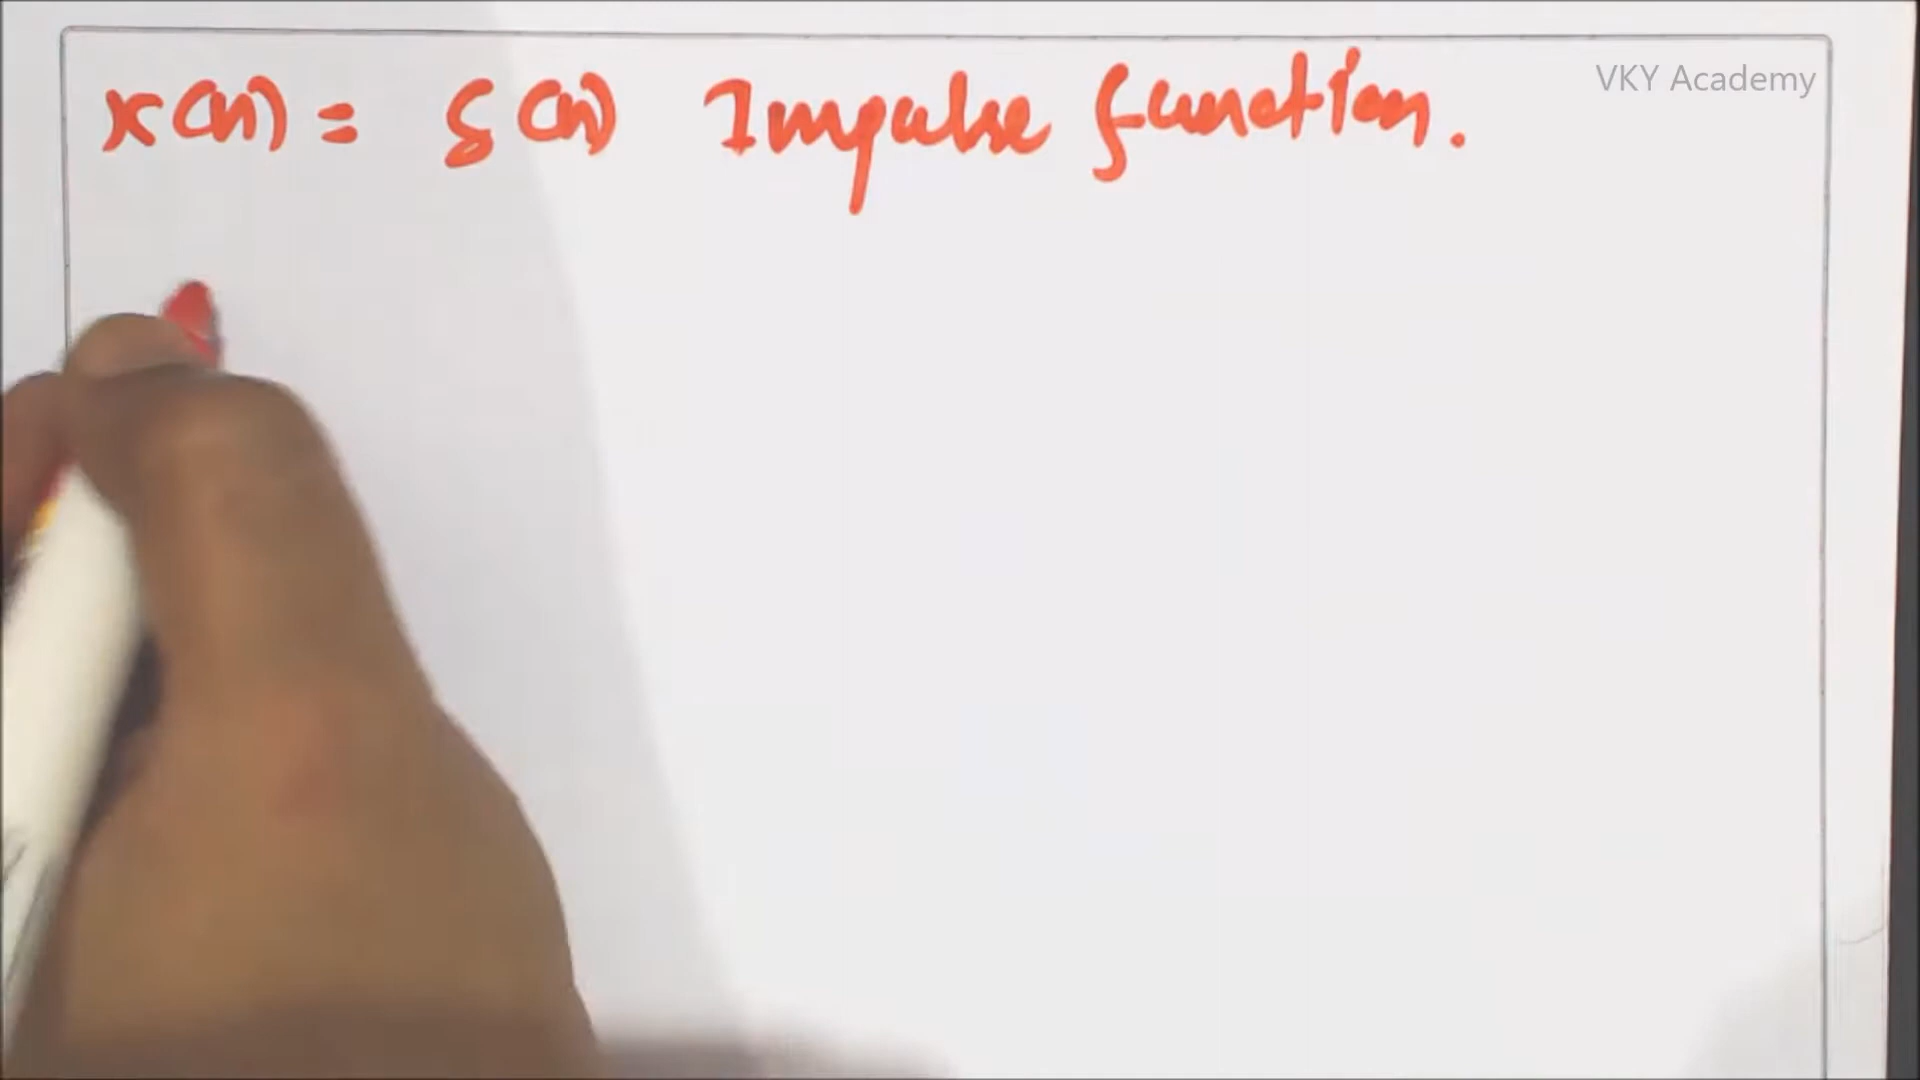 x(n) = δ(n) Impulse function.
VKY Academy